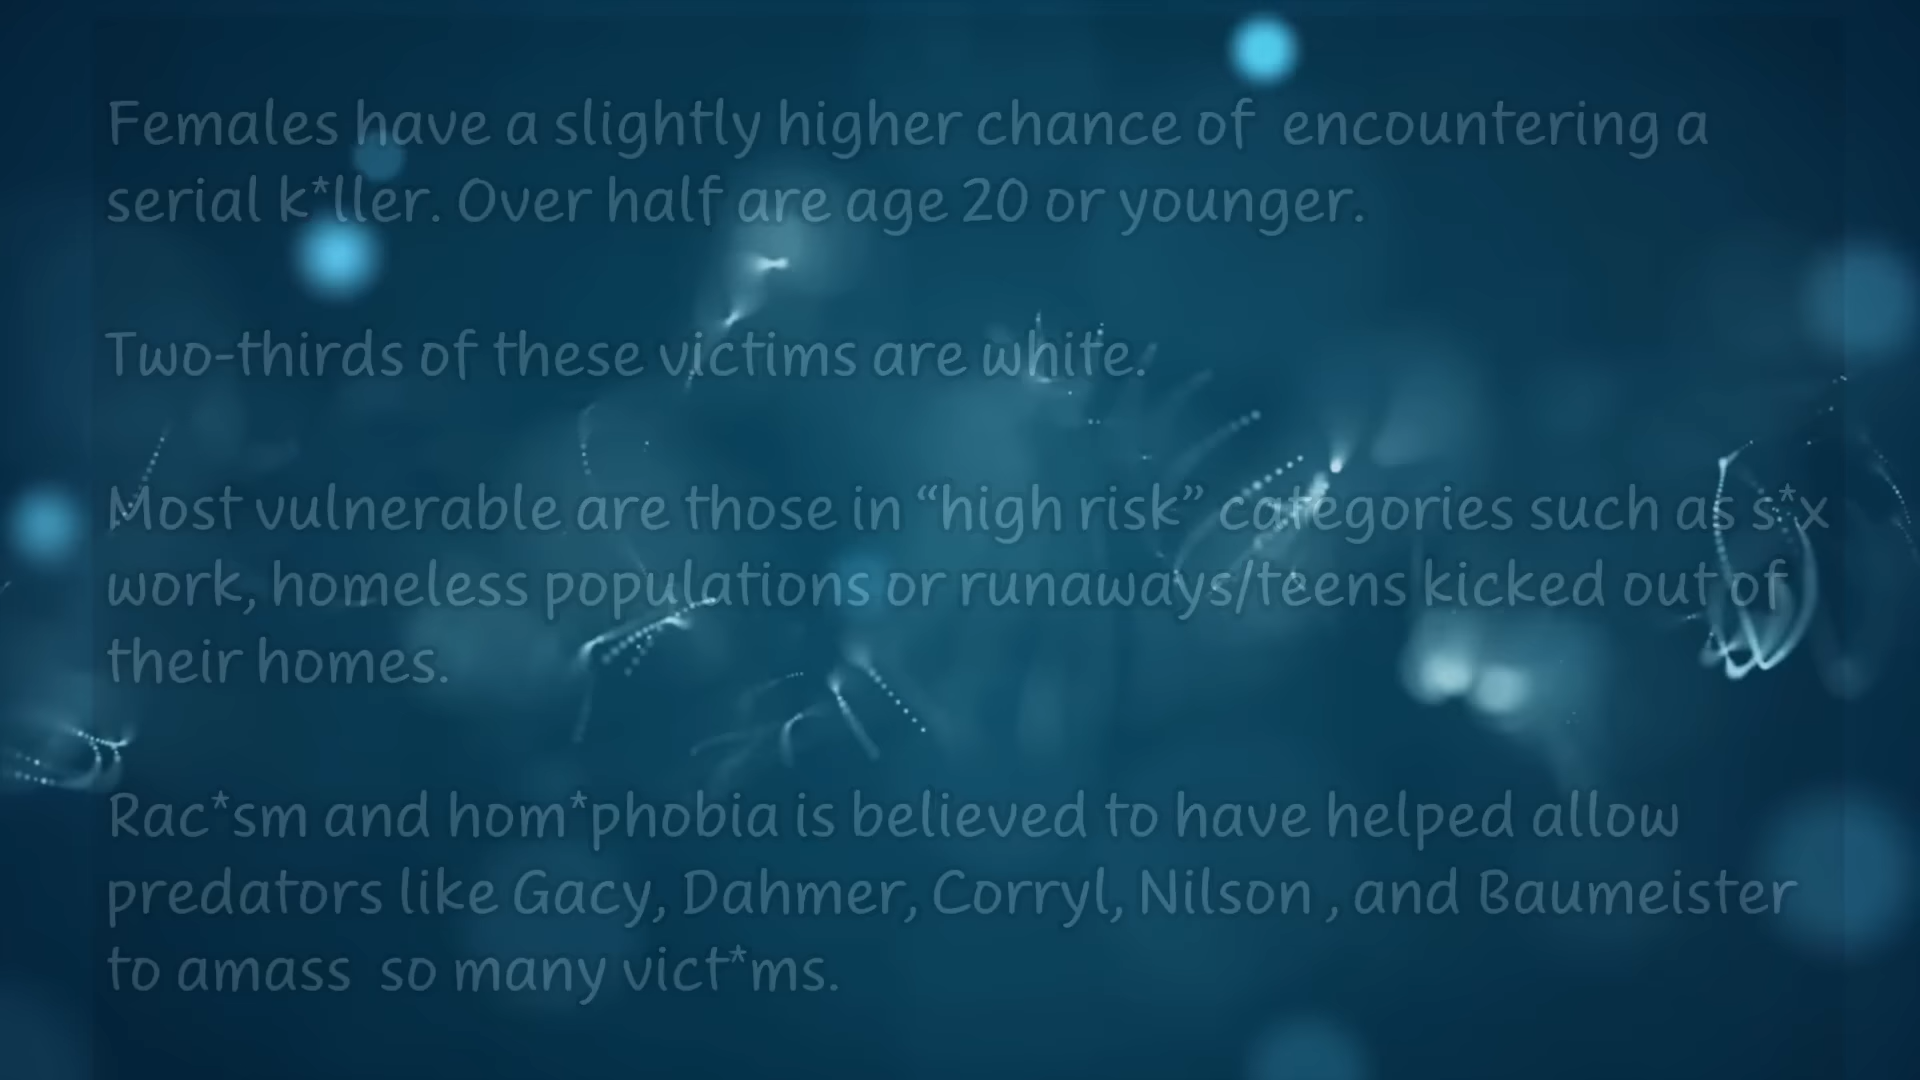 Females have a slightly higher chance of  encountering a
serial k*ller. Over half are age 20 or younger.
Two-thirds of these victims are white.
Most vulnerable are those in “high risk” categories such as s*x
work, homeless populations or runaways/teens kicked out of
their homes.
Rac*sm and hom*phobia is believed to have helped allow
predators like Gacy, Dahmer, Corryl, Nilson , and Baumeister
to amass  so many vict*ms.